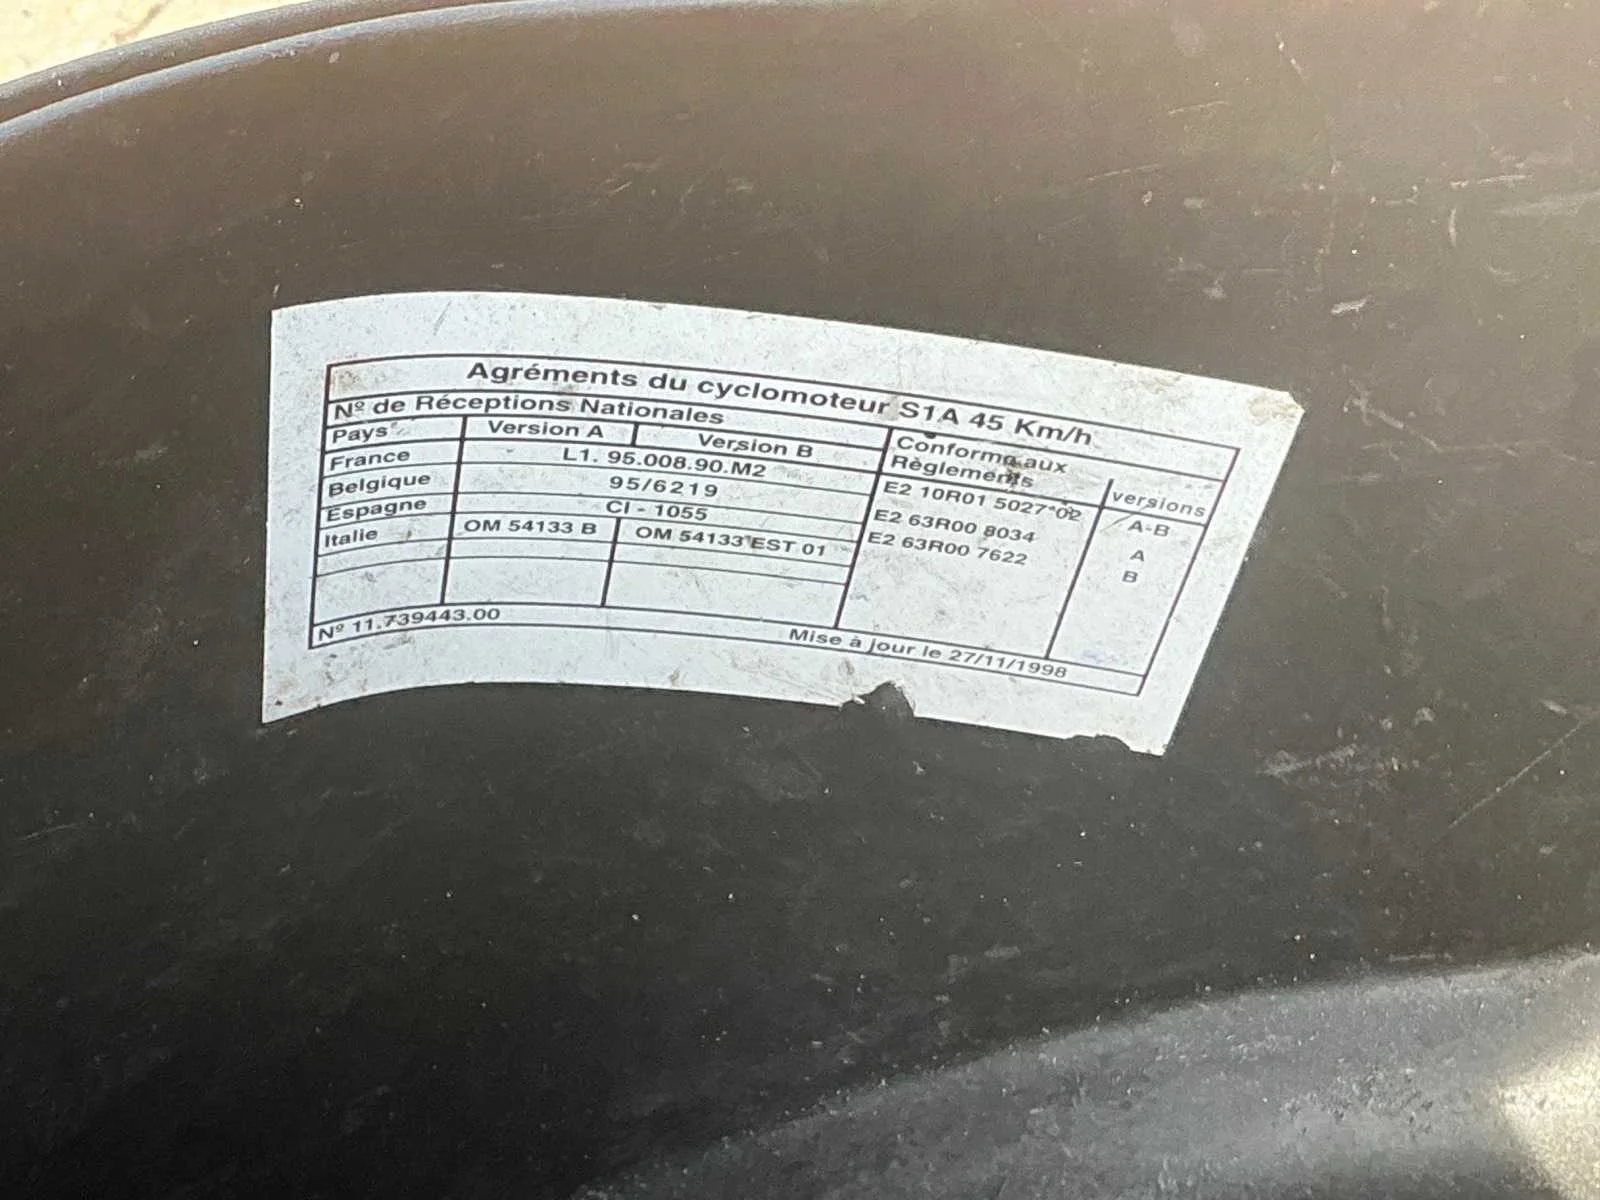 Agréments du cyclomoteur S1A 45 Km/h
Nº de Réceptions Nationales
Conforme aux Règlements
versions
Pays Version A Version B
France L1. 95.008.90.M2
Belgique 95/6219
Espagne CI - 1055
Italie OM 54133 B OM 54133 EST 01
E2 10R01 5027*02 A-B
E2 63R00 8034 A
E2 63R00 7622 B
Nº 11.739443.00 Mise à jour le 27/11/1998